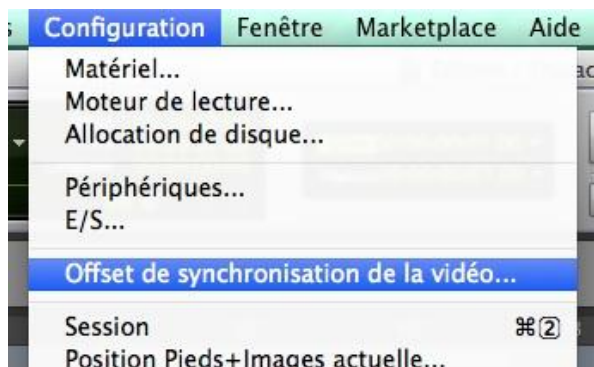 Configuration Fenêtre Marketplace Aide
Matériel...
Moteur de lecture...
Allocation de disque...
Périphériques...
E/S...
Offset de synchronisation de la vidéo...
Session ⌘2
Position Pieds+Images actuelle...